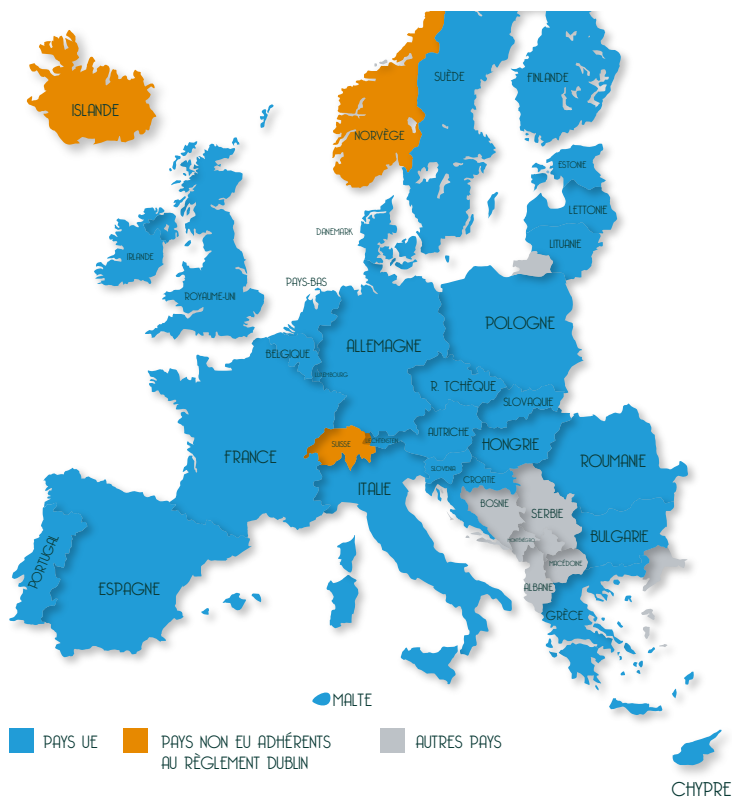 ISLANDE
SUÈDE
FINLANDE
NORVÈGE
ESTONIE
LETTONIE
DANEMARK
LITUANIE
IRLANDE
PAYS-BAS
ROYAUME-UNI
POLOGNE
ALLEMAGNE
BELGIQUE
LUXEMBOURG
R. TCHÈQUE
SLOVAQUIE
AUTRICHE
SUISSE
LIECHTENSTEIN
HONGRIE
FRANCE
ROUMANIE
SLOVENIE
CROATIE
ITALIE
BOSNIE
SERBIE
BULGARIE
MONTENEGRO
PORTUGAL
MACÉDOINE
ESPAGNE
ALBANIE
GRÈCE
MALTE
PAYS UE
PAYS NON EU ADHÉRENTS
AU RÈGLEMENT DUBLIN
AUTRES PAYS
CHYPRE